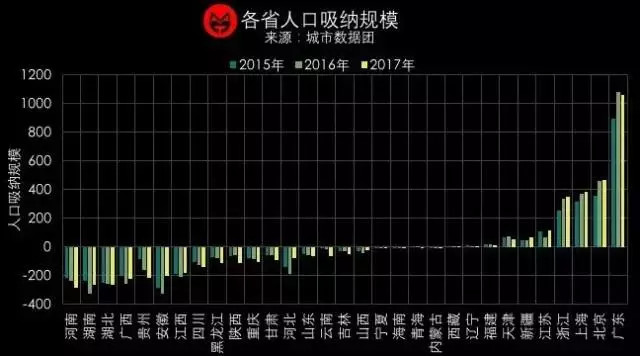 各省人口吸纳规模
来源：城市数据团
2015年 2016年 2017年
人口吸纳规模
1200
1000
800
600
400
200
0
-200
-400
河南 湖南 湖北 广西 贵州 安徽 江西 四川 黑龙江 陕西 重庆 甘肃 河北 山东 云南 吉林 山西 宁夏 海南 青海 内蒙古 西藏 辽宁 福建 天津 新疆 江苏 浙江 上海 北京 广东